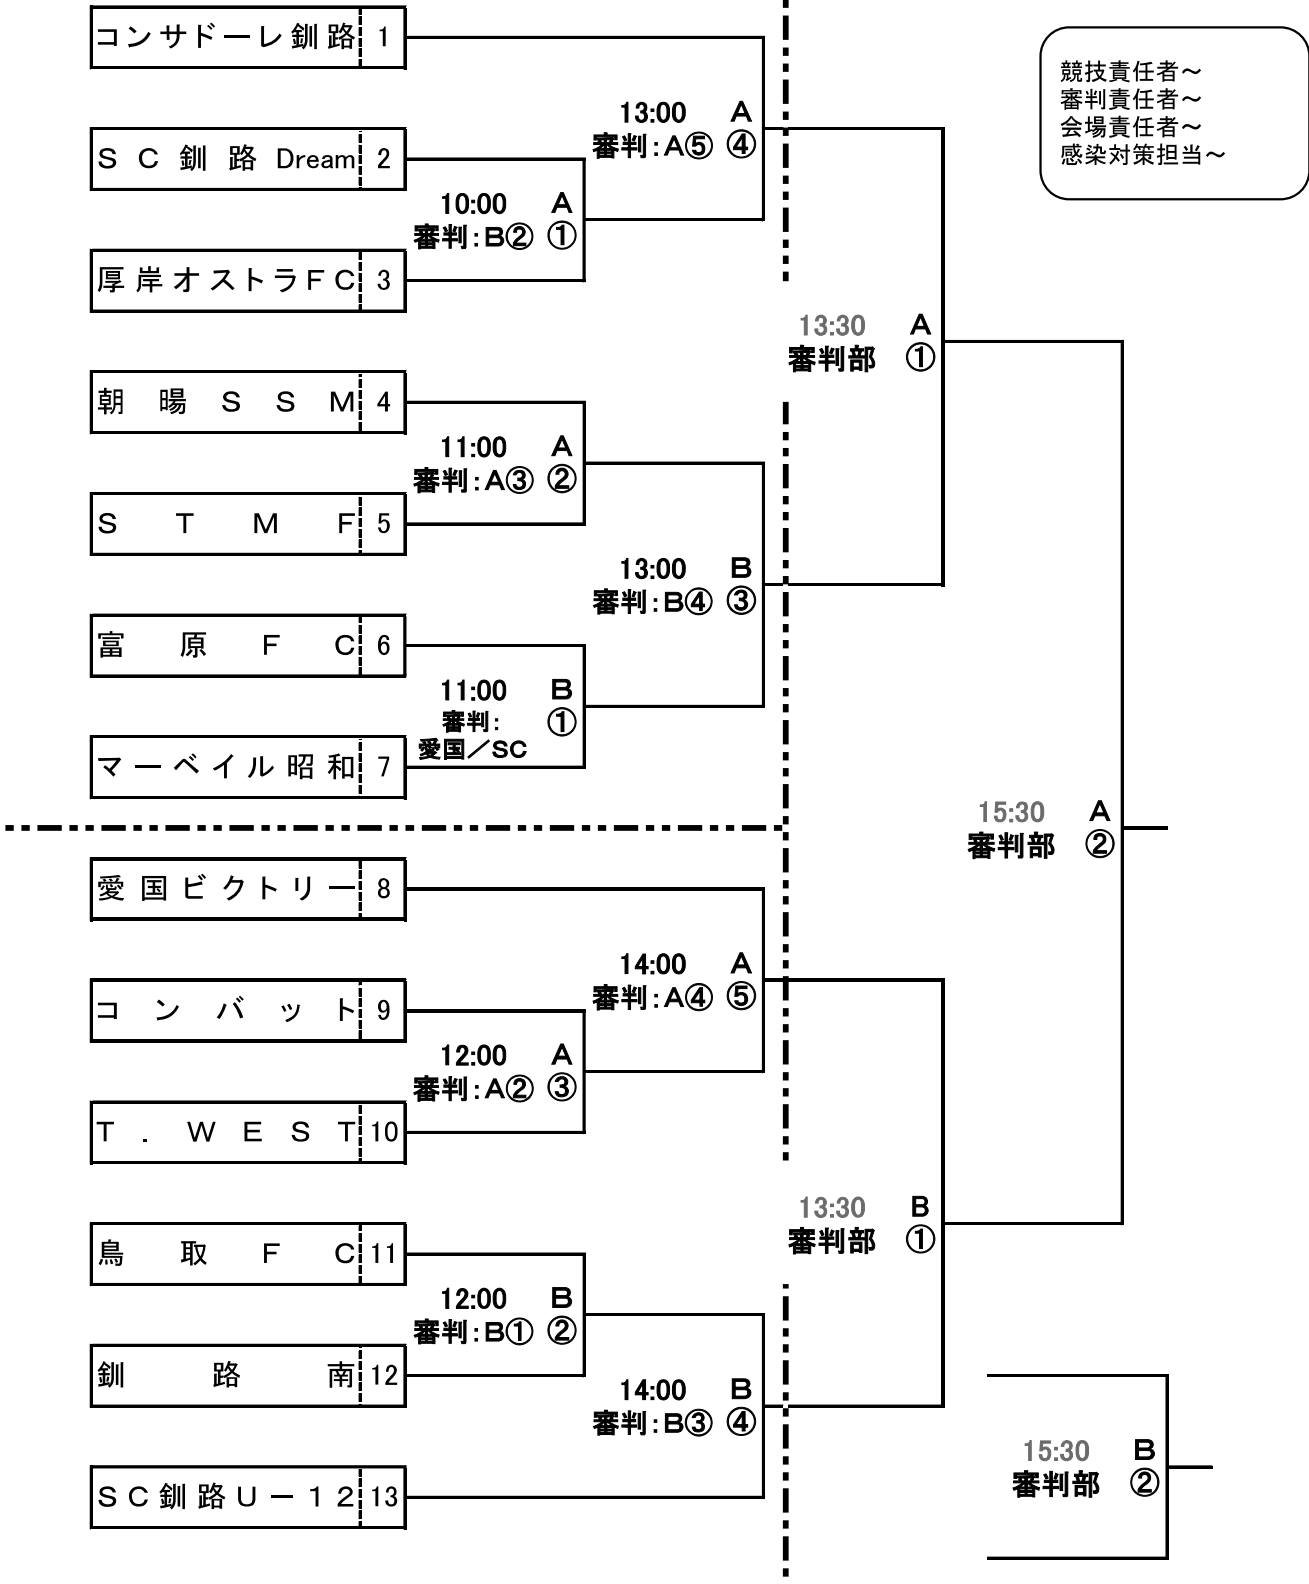 コンサドーレ釧路 1
競技責任者～
審判責任者～
会場責任者～
感染対策担当～
13:00 A
審判：A⑤ ④
ＳＣ釧路Dream 2
10:00 A
審判：B② ①
厚岸オストラＦＣ 3
13:30 A
審判部 ①
朝暘ＳＳＭ 4
11:00 A
審判：A③ ②
ＳＴＭＦ 5
13:00 B
審判：B④ ③
富原ＦＣ 6
11:00 B
審判： ①
愛国／SC
マーベイル昭和 7
15:30 A
審判部 ②
愛国ビクトリー 8
14:00 A
審判：A④ ⑤
コンバット 9
12:00 A
審判：A② ③
Ｔ．ＷＥＳＴ 10
13:30 B
審判部 ①
鳥取ＦＣ 11
12:00 B
審判：B① ②
釧路南 12
14:00 B
審判：B③ ④
15:30 B
審判部 ②
ＳＣ釧路Ｕ－１２ 13